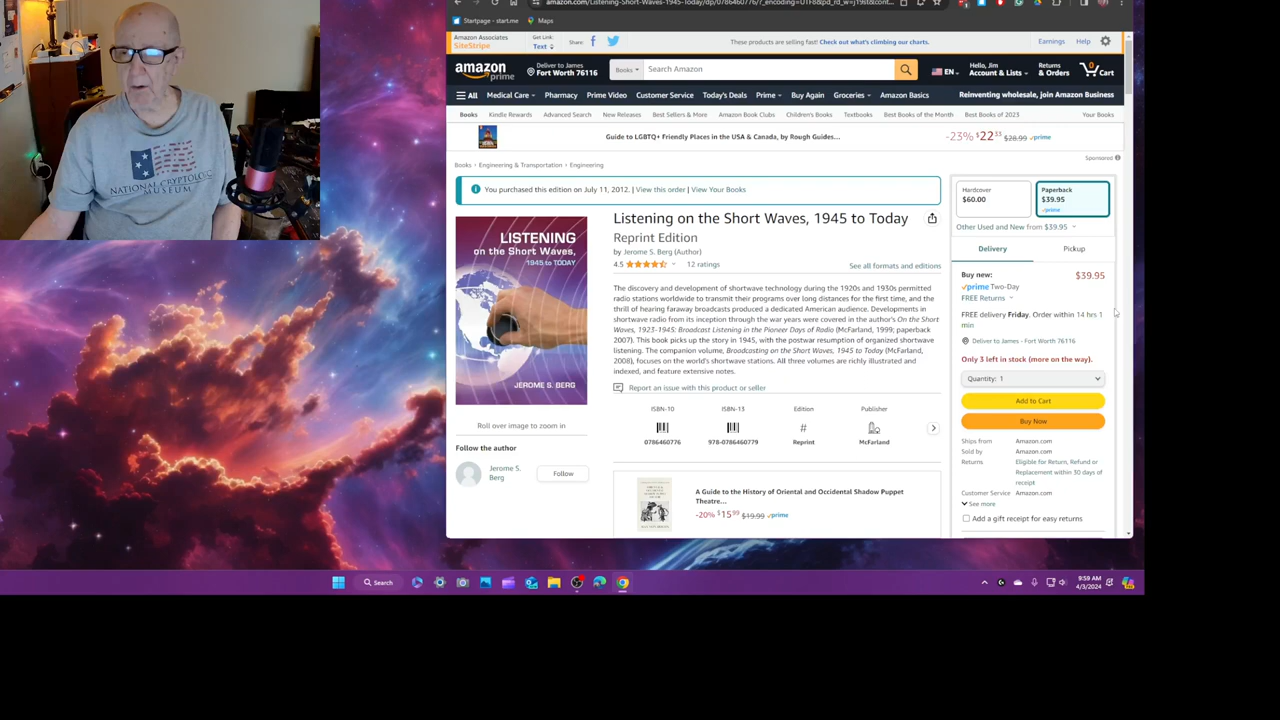 NATIONAL CRYPTOLOGIC
MUSEUM
amazon.com/Listening-Short-Waves-1945-Today/dp/0786460776/
Startpage - start.me
Maps
Amazon Associates
SiteStripe
Get Link:
Text
Share:
These products are selling fast! Check out what's climbing our charts.
Earnings
Help
amazon
prime
Deliver to James
Fort Worth 76116
Books
Search Amazon
EN
Hello, Jim
Account & Lists
Returns
& Orders
0
Cart
All
Medical Care
Pharmacy
Prime Video
Customer Service
Today's Deals
Prime
Buy Again
Groceries
Amazon Basics
Reinventing wholesale, join Amazon Business
Books
Kindle Rewards
Advanced Search
New Releases
Best Sellers & More
Amazon Book Clubs
Children's Books
Textbooks
Best Books of the Month
Best Books of 2023
Your Books
Guide to LGBTQ+ Friendly Places in the USA & Canada, by Rough Guides...
-23% $22 33 $28.99 prime
Sponsored
Books › Engineering & Transportation › Engineering
You purchased this edition on July 11, 2012. | View this order | View Your Books
LISTENING
on the Short Waves,
1945 to TODAY
JEROME S. BERG
Roll over image to zoom in
Follow the author
Jerome S.
Berg
Follow
Listening on the Short Waves, 1945 to Today
Reprint Edition
by Jerome S. Berg (Author)
4.5
12 ratings
See all formats and editions
The discovery and development of shortwave technology during the 1920s and 1930s permitted
radio stations worldwide to transmit their programs over long distances for the first time, and the
thrill of hearing faraway broadcasts produced a dedicated American audience. Developments in
shortwave radio from its inception through the war years were covered in the author's On the Short
Waves, 1923-1945: Broadcast Listening in the Pioneer Days of Radio (McFarland, 1999; paperback
2007). This book picks up the story in 1945, with the postwar resumption of organized shortwave
listening. The companion volume, Broadcasting on the Short Waves, 1945 to Today (McFarland,
2008), focuses on the world's shortwave stations. All three volumes are richly illustrated and
indexed, and feature extensive notes.
Report an issue with this product or seller
ISBN-10
0786460776
ISBN-13
978-0786460779
Edition
#
Reprint
Publisher
McFarland
A Guide to the History of Oriental and Occidental Shadow Puppet
Theatre...
-20% $15 99 $19.99 prime
Hardcover
$60.00
Paperback
$39.95
prime
Other Used and New from $39.95
Delivery
Pickup
Buy new:
$39.95
prime Two-Day
FREE Returns
FREE delivery Friday. Order within 14 hrs 1
min
Deliver to James - Fort Worth 76116
Only 3 left in stock (more on the way).
Quantity: 1
Add to Cart
Buy Now
Ships from
Amazon.com
Sold by
Amazon.com
Returns
Eligible for Return, Refund or
Replacement within 30 days of
receipt
Customer Service
Amazon.com
See more
Add a gift receipt for easy returns
Search
9:59 AM
4/3/2024